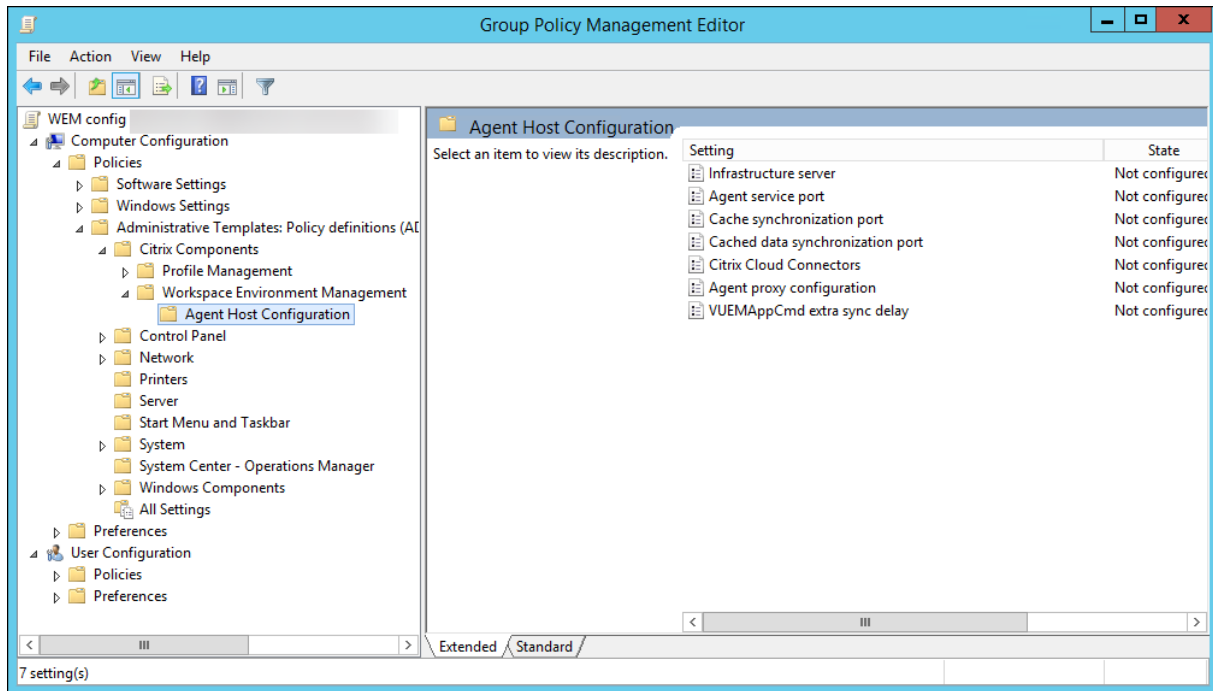 Group Policy Management Editor
File Action View Help
WEM config
Computer Configuration
Policies
Software Settings
Windows Settings
Administrative Templates: Policy definitions (AD
Citrix Components
Profile Management
Workspace Environment Management
Agent Host Configuration
Control Panel
Network
Printers
Server
Start Menu and Taskbar
System
System Center - Operations Manager
Windows Components
All Settings
Preferences
User Configuration
Policies
Preferences
Agent Host Configuration
Select an item to view its description.
Setting State
Infrastructure server Not configured
Agent service port Not configured
Cache synchronization port Not configured
Cached data synchronization port Not configured
Citrix Cloud Connectors Not configured
Agent proxy configuration Not configured
VUEMAppCmd extra sync delay Not configured
Extended Standard
7 setting(s)